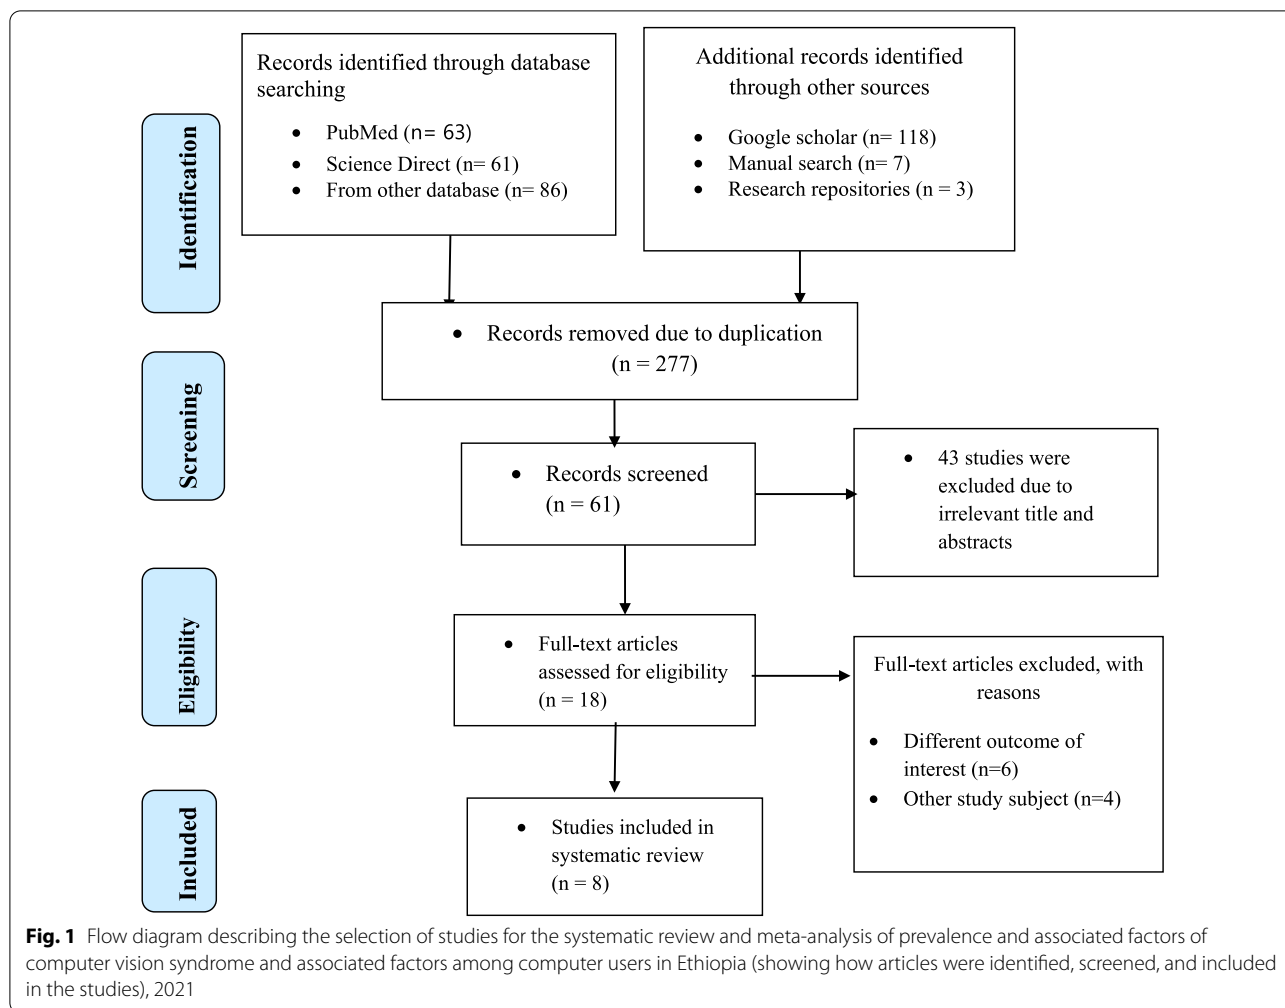 Records identified through database
searching
• PubMed (n= 63)
• Science Direct (n= 61)
• From other database (n= 86)
Additional records identified
through other sources
• Google scholar (n= 118)
• Manual search (n= 7)
• Research repositories (n = 3)
Identification
• Records removed due to duplication
(n = 277)
Screening
• Records screened
(n = 61)
• 43 studies were
excluded due to
irrelevant title and
abstracts
Eligibility
• Full-text articles
assessed for eligibility
(n = 18)
Full-text articles excluded, with
reasons
• Different outcome of
interest (n=6)
• Other study subject (n=4)
Included
• Studies included in
systematic review
(n = 8)
Fig. 1 Flow diagram describing the selection of studies for the systematic review and meta-analysis of prevalence and associated factors of
computer vision syndrome and associated factors among computer users in Ethiopia (showing how articles were identified, screened, and included
in the studies), 2021